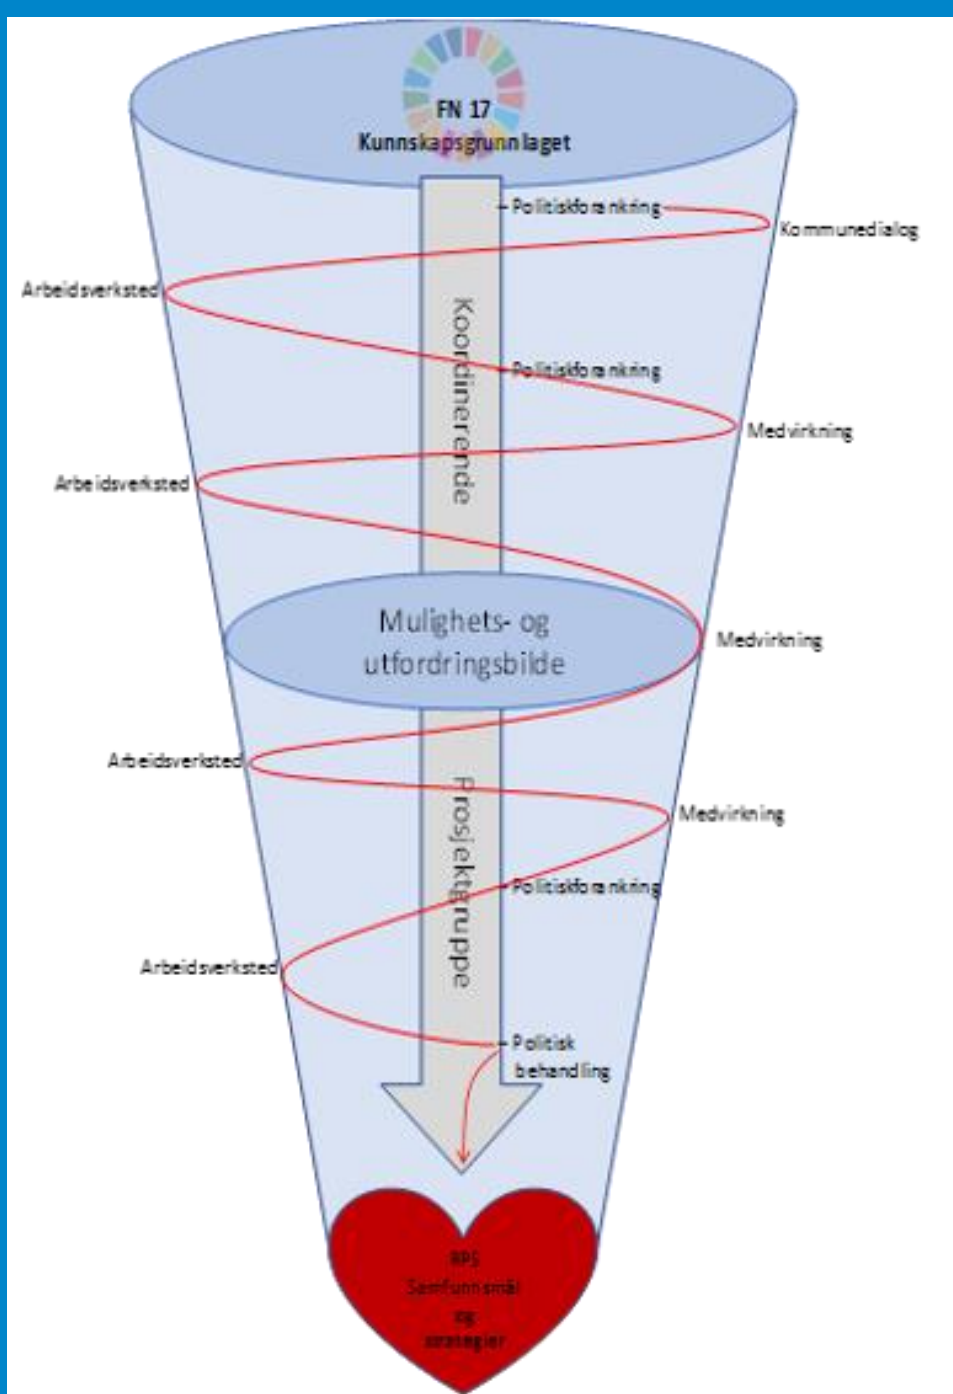 FN 17
Kunnskapsgrunnlaget
Politiskforankring
Kommunedialog
Arbeidsverksted
Koordinerende
Politiskforankring
Medvirkning
Arbeidsverksted
Mulighets- og
utfordringsbilde
Medvirkning
Arbeidsverksted
Prosjektgruppe
Medvirkning
Politiskforankring
Arbeidsverksted
Politisk
behandling
RPS
Samfunnsmål
og
strategier